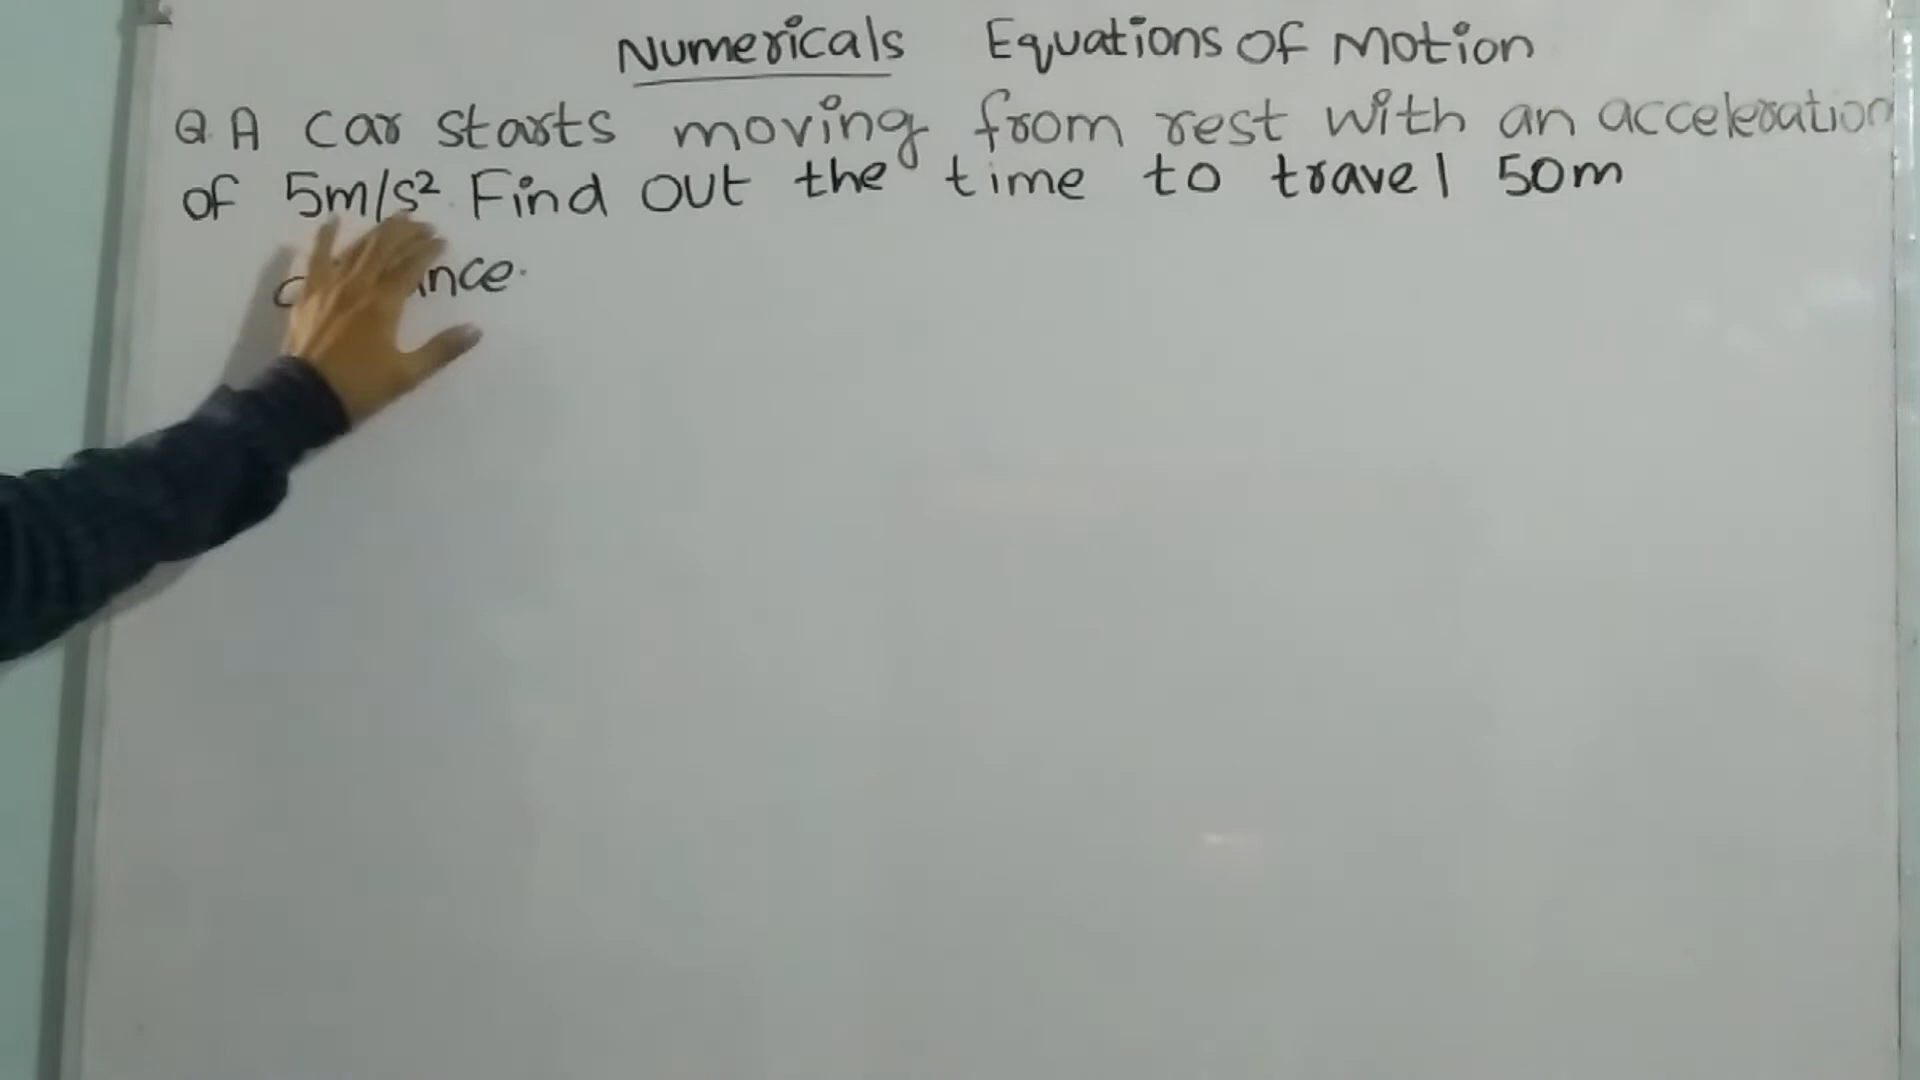 Numericals Equations of Motion
Q A car starts moving from rest with an acceleration
of 5m/s² Find out the time to travel 50m